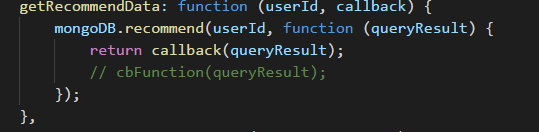 getRecommendData: function (userId, callback) {
mongoDB.recommend(userId, function (queryResult) {
return callback(queryResult);
// cbFunction(queryResult);
});
},